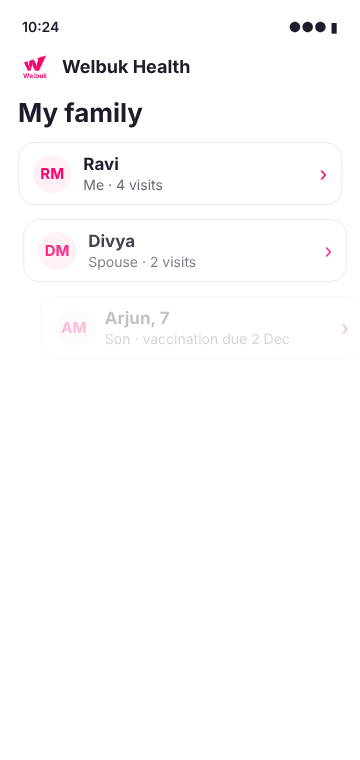 10:24
Welbuk
Welbuk Health
My family
RM
Ravi
Me · 4 visits
DM
Divya
Spouse · 2 visits
AM
Arjun, 7
Son · vaccination due 2 Dec